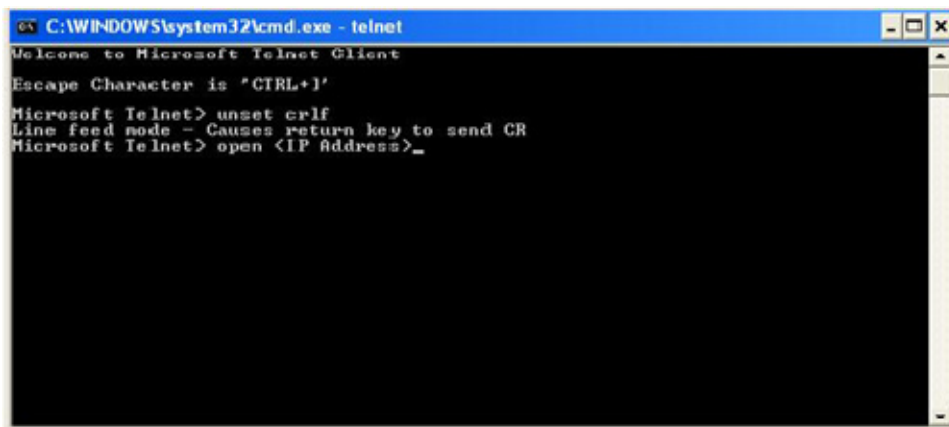 C:\WINDOWS\system32\cmd.exe - telnet
Welcome to Microsoft Telnet Client
Escape Character is 'CTRL+]'
Microsoft Telnet> unset crlf
Line feed mode - Causes return key to send CR
Microsoft Telnet> open <IP Address>_